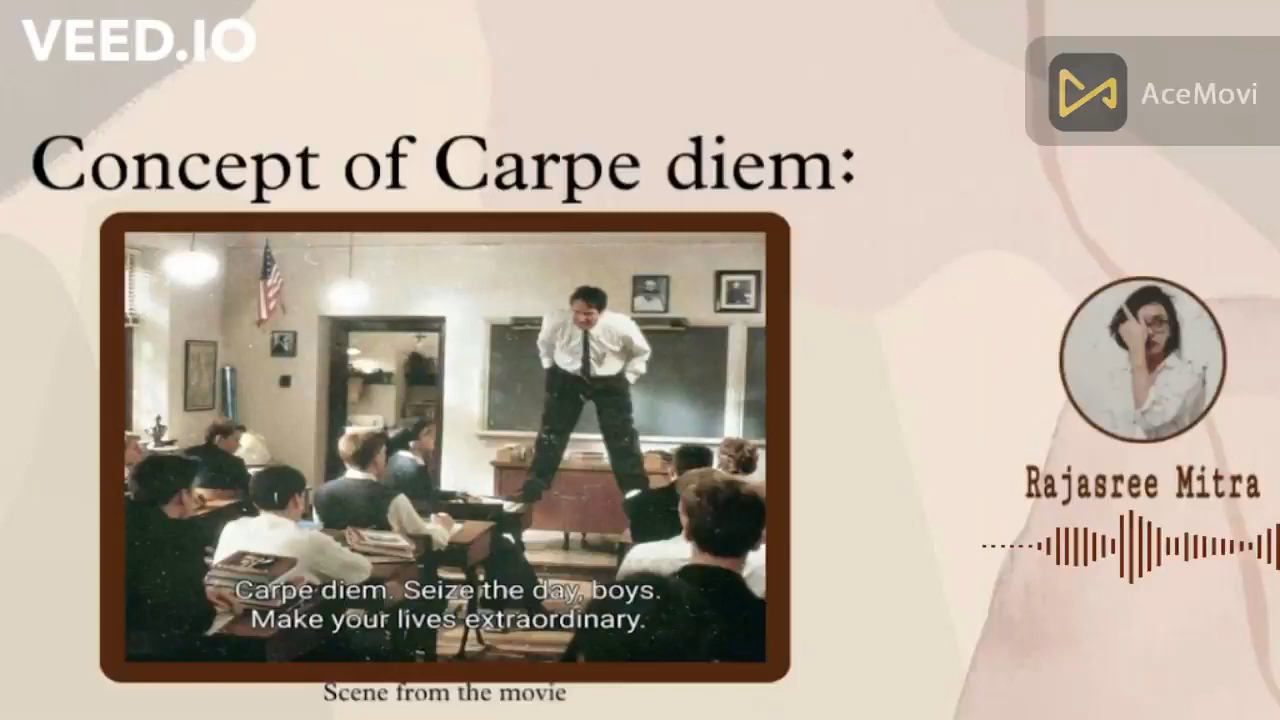 VEED.IO
AceMovi
Concept of Carpe diem:
Carpe diem. Seize the day, boys.
Make your lives extraordinary.
Scene from the movie
Rajasree Mitra